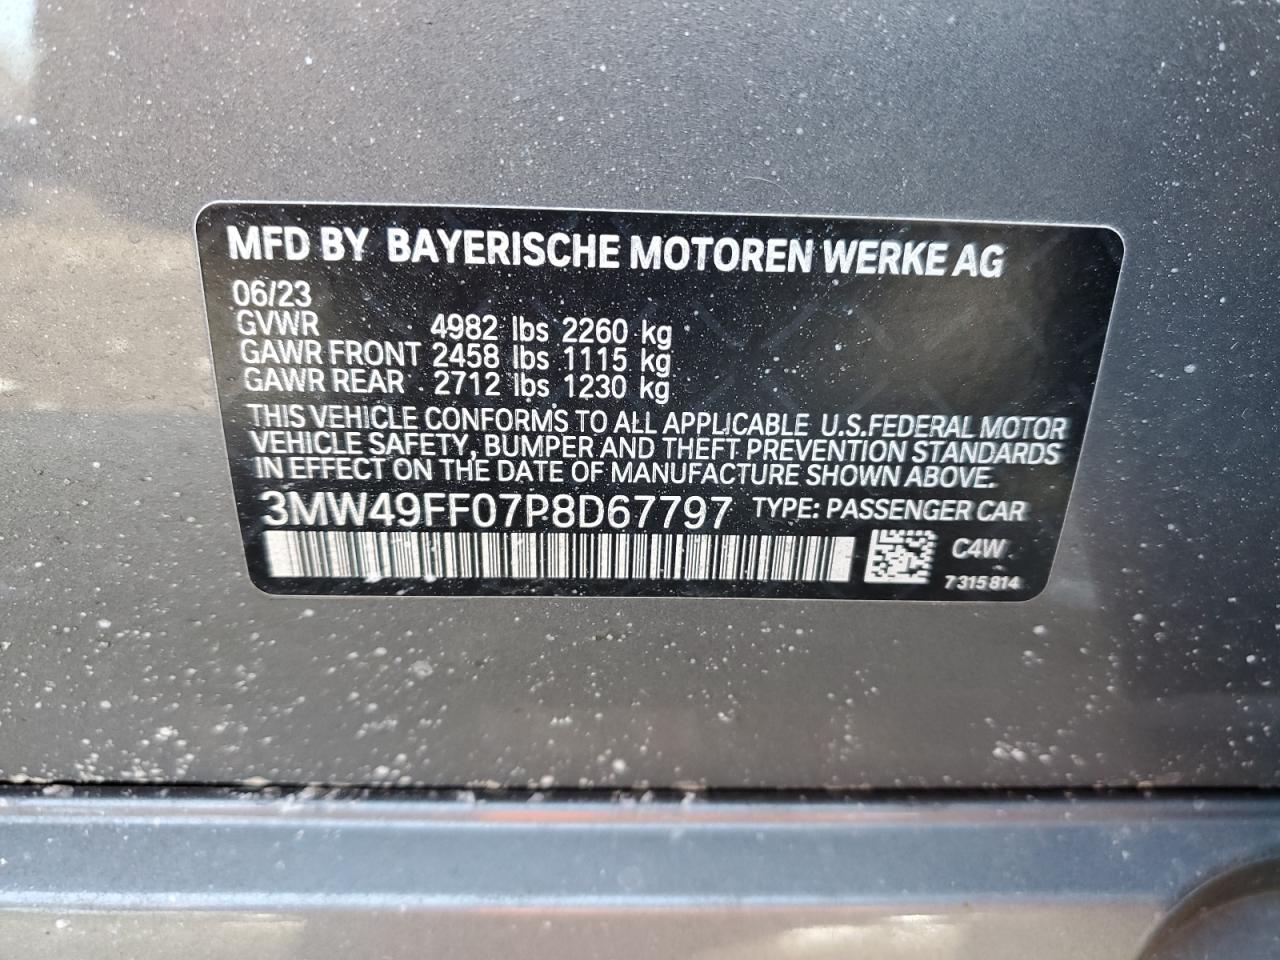 MFD BY BAYERISCHE MOTOREN WERKE AG
06/23
GVWR 4982 lbs 2260 kg
GAWR FRONT 2458 lbs 1115 kg
GAWR REAR 2712 lbs 1230 kg
THIS VEHICLE CONFORMS TO ALL APPLICABLE U.S.FEDERAL MOTOR
VEHICLE SAFETY, BUMPER AND THEFT PREVENTION STANDARDS
IN EFFECT ON THE DATE OF MANUFACTURE SHOWN ABOVE.
3MW49FF07P8D67797 TYPE: PASSENGER CAR
C4W
7 315 814